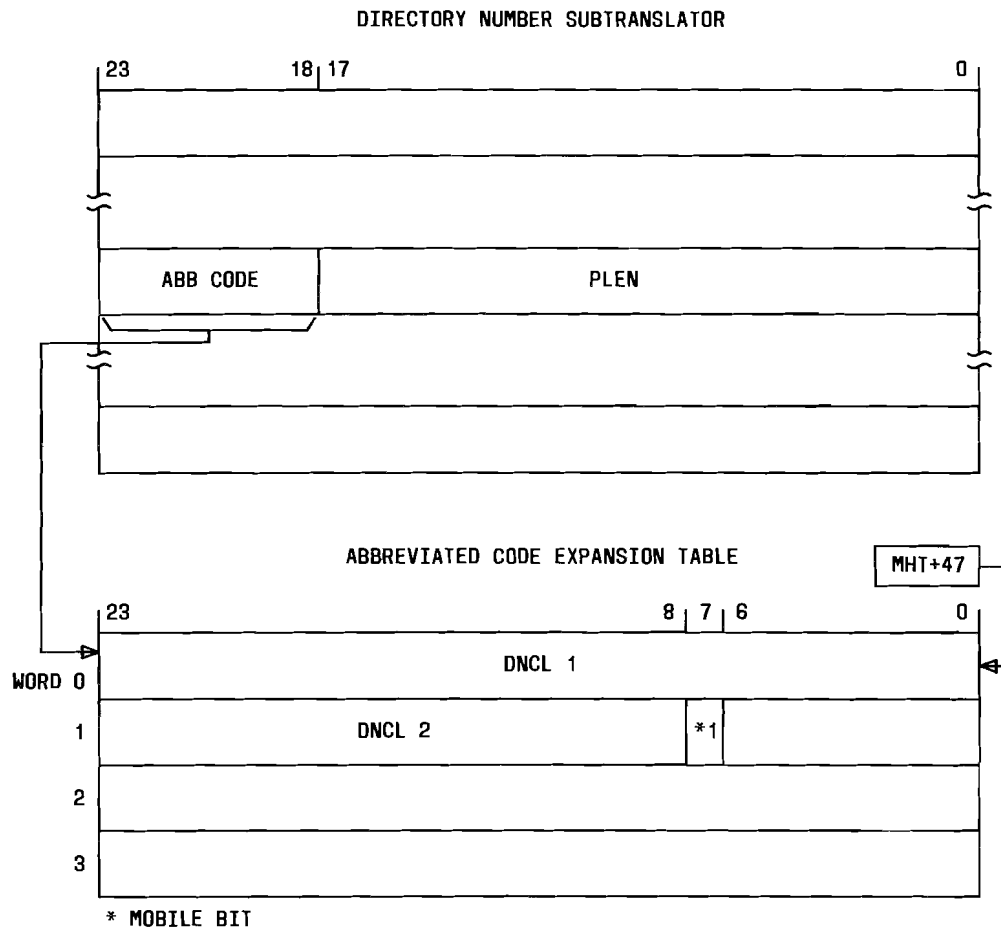 DIRECTORY NUMBER SUBTRANSLATOR
23 18 17 0
ABB CODE PLEN
ABBREVIATED CODE EXPANSION TABLE
MHT+47
23 8 7 6 0
DNCL 1
WORD 0
1 DNCL 2 *1
2
3
* MOBILE BIT